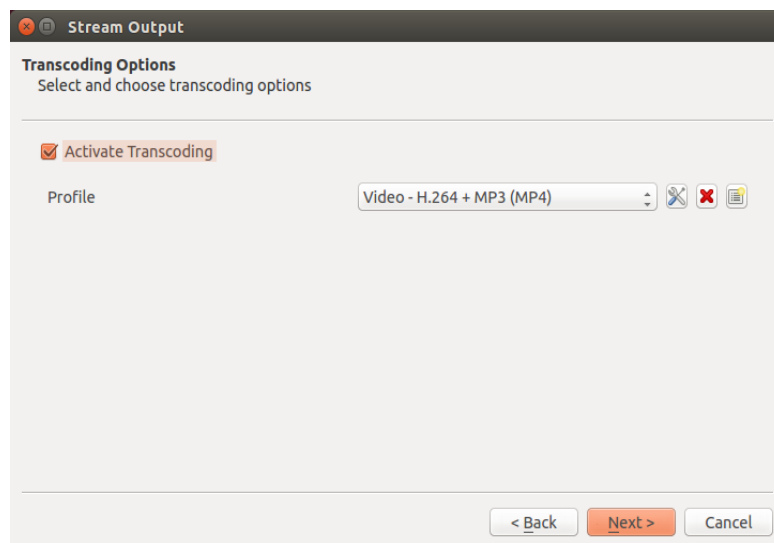 Stream Output
Transcoding Options
Select and choose transcoding options
Activate Transcoding
Profile Video - H.264 + MP3 (MP4)
< Back Next > Cancel